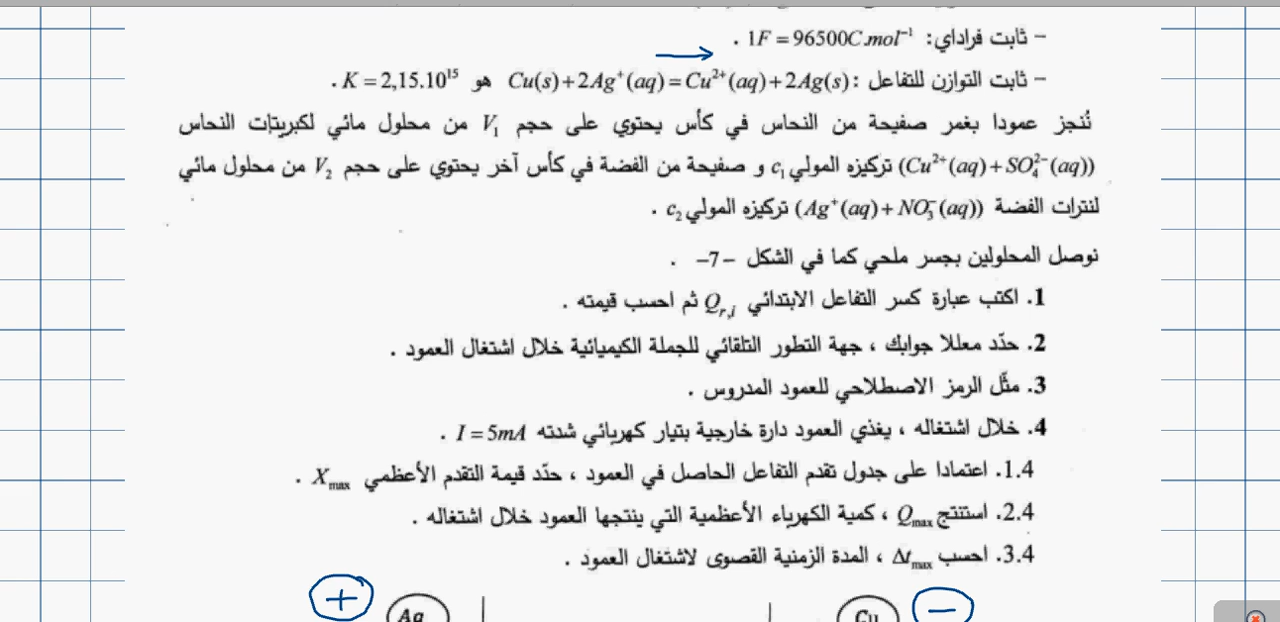 − ثابت فراداي: 1F = 96500C.mol⁻¹ .
− ثابت التوازن للتفاعل : Cu(s)+2Ag⁺(aq)=Cu²⁺(aq)+2Ag(s) هو K = 2,15.10¹⁵ .
نُنجز عمودا بغمر صفيحة من النحاس في كأس يحتوي على حجم V₁ من محلول مائي لكبريتات النحاس
(Cu²⁺(aq)+SO₄²⁻(aq)) تركيزه المولي c₁ و صفيحة من الفضة في كأس آخر يحتوي على حجم V₂ من محلول مائي
لنترات الفضة (Ag⁺(aq)+NO₃⁻(aq)) تركيزه المولي c₂ .
نوصل المحلولين بجسر ملحي كما في الشكل −7− .
1. اكتب عبارة كسر التفاعل الابتدائي Qr,i ثم احسب قيمته .
2. حدّد معللا جوابك ، جهة التطور التلقائي للجملة الكيميائية خلال اشتغال العمود .
3. مثّل الرمز الاصطلاحي للعمود المدروس .
4. خلال اشتغاله ، يغذي العمود دارة خارجية بتيار كهربائي شدته I = 5mA .
1.4. اعتمادا على جدول تقدم التفاعل الحاصل في العمود ، حدّد قيمة التقدم الأعظمي Xmax .
2.4. استنتج Qmax ، كمية الكهرباء الأعظمية التي ينتجها العمود خلال اشتغاله .
3.4. احسب Δtmax ، المدة الزمنية القصوى لاشتغال العمود .
+ Ag Cu −